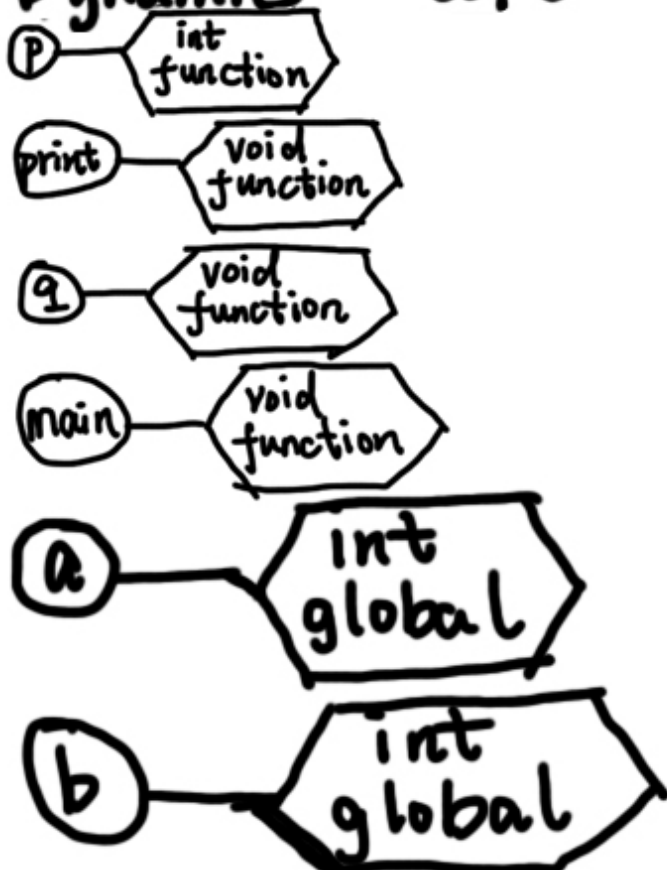 p
int
function
print
void
function
q
void
function
main
void
function
a
int
global
b
int
global